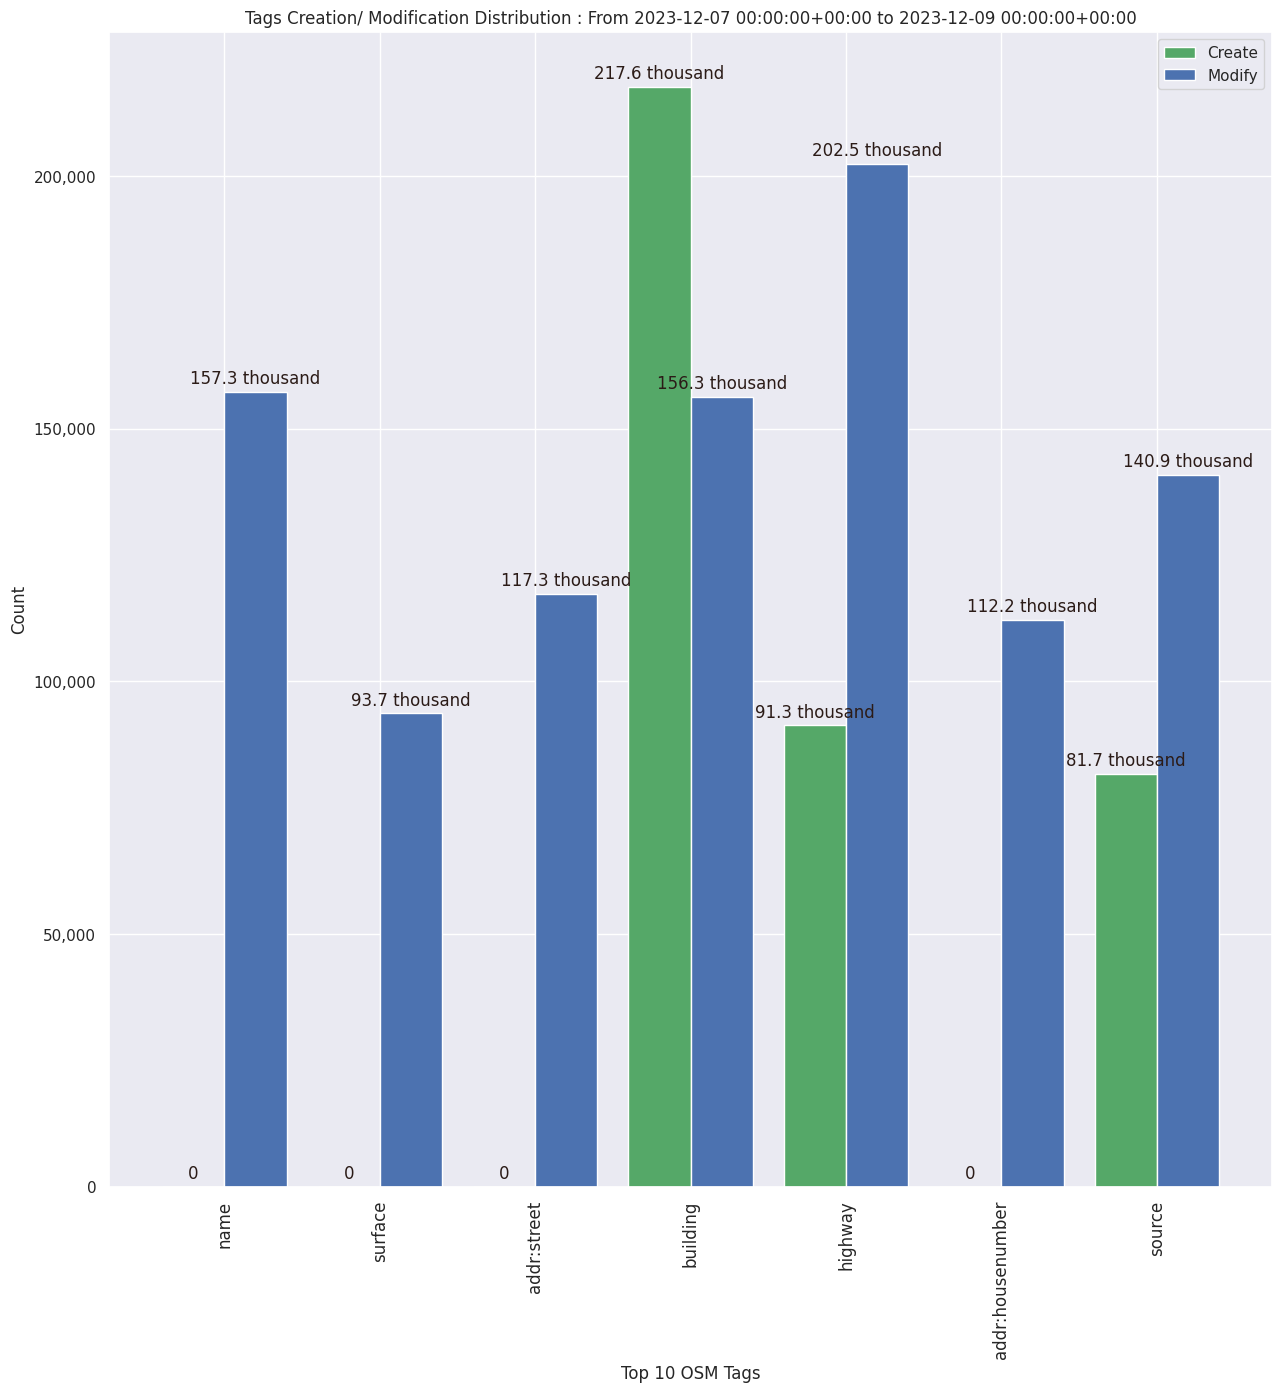 Tags Creation/ Modification Distribution : From 2023-12-07 00:00:00+00:00 to 2023-12-09 00:00:00+00:00
Create
Modify
217.6 thousand
202.5 thousand
200,000
157.3 thousand
156.3 thousand
150,000
140.9 thousand
117.3 thousand
112.2 thousand
Count
100,000
93.7 thousand
91.3 thousand
81.7 thousand
50,000
0
0
0
0
0
name
surface
addr:street
building
highway
addr:housenumber
source
Top 10 OSM Tags